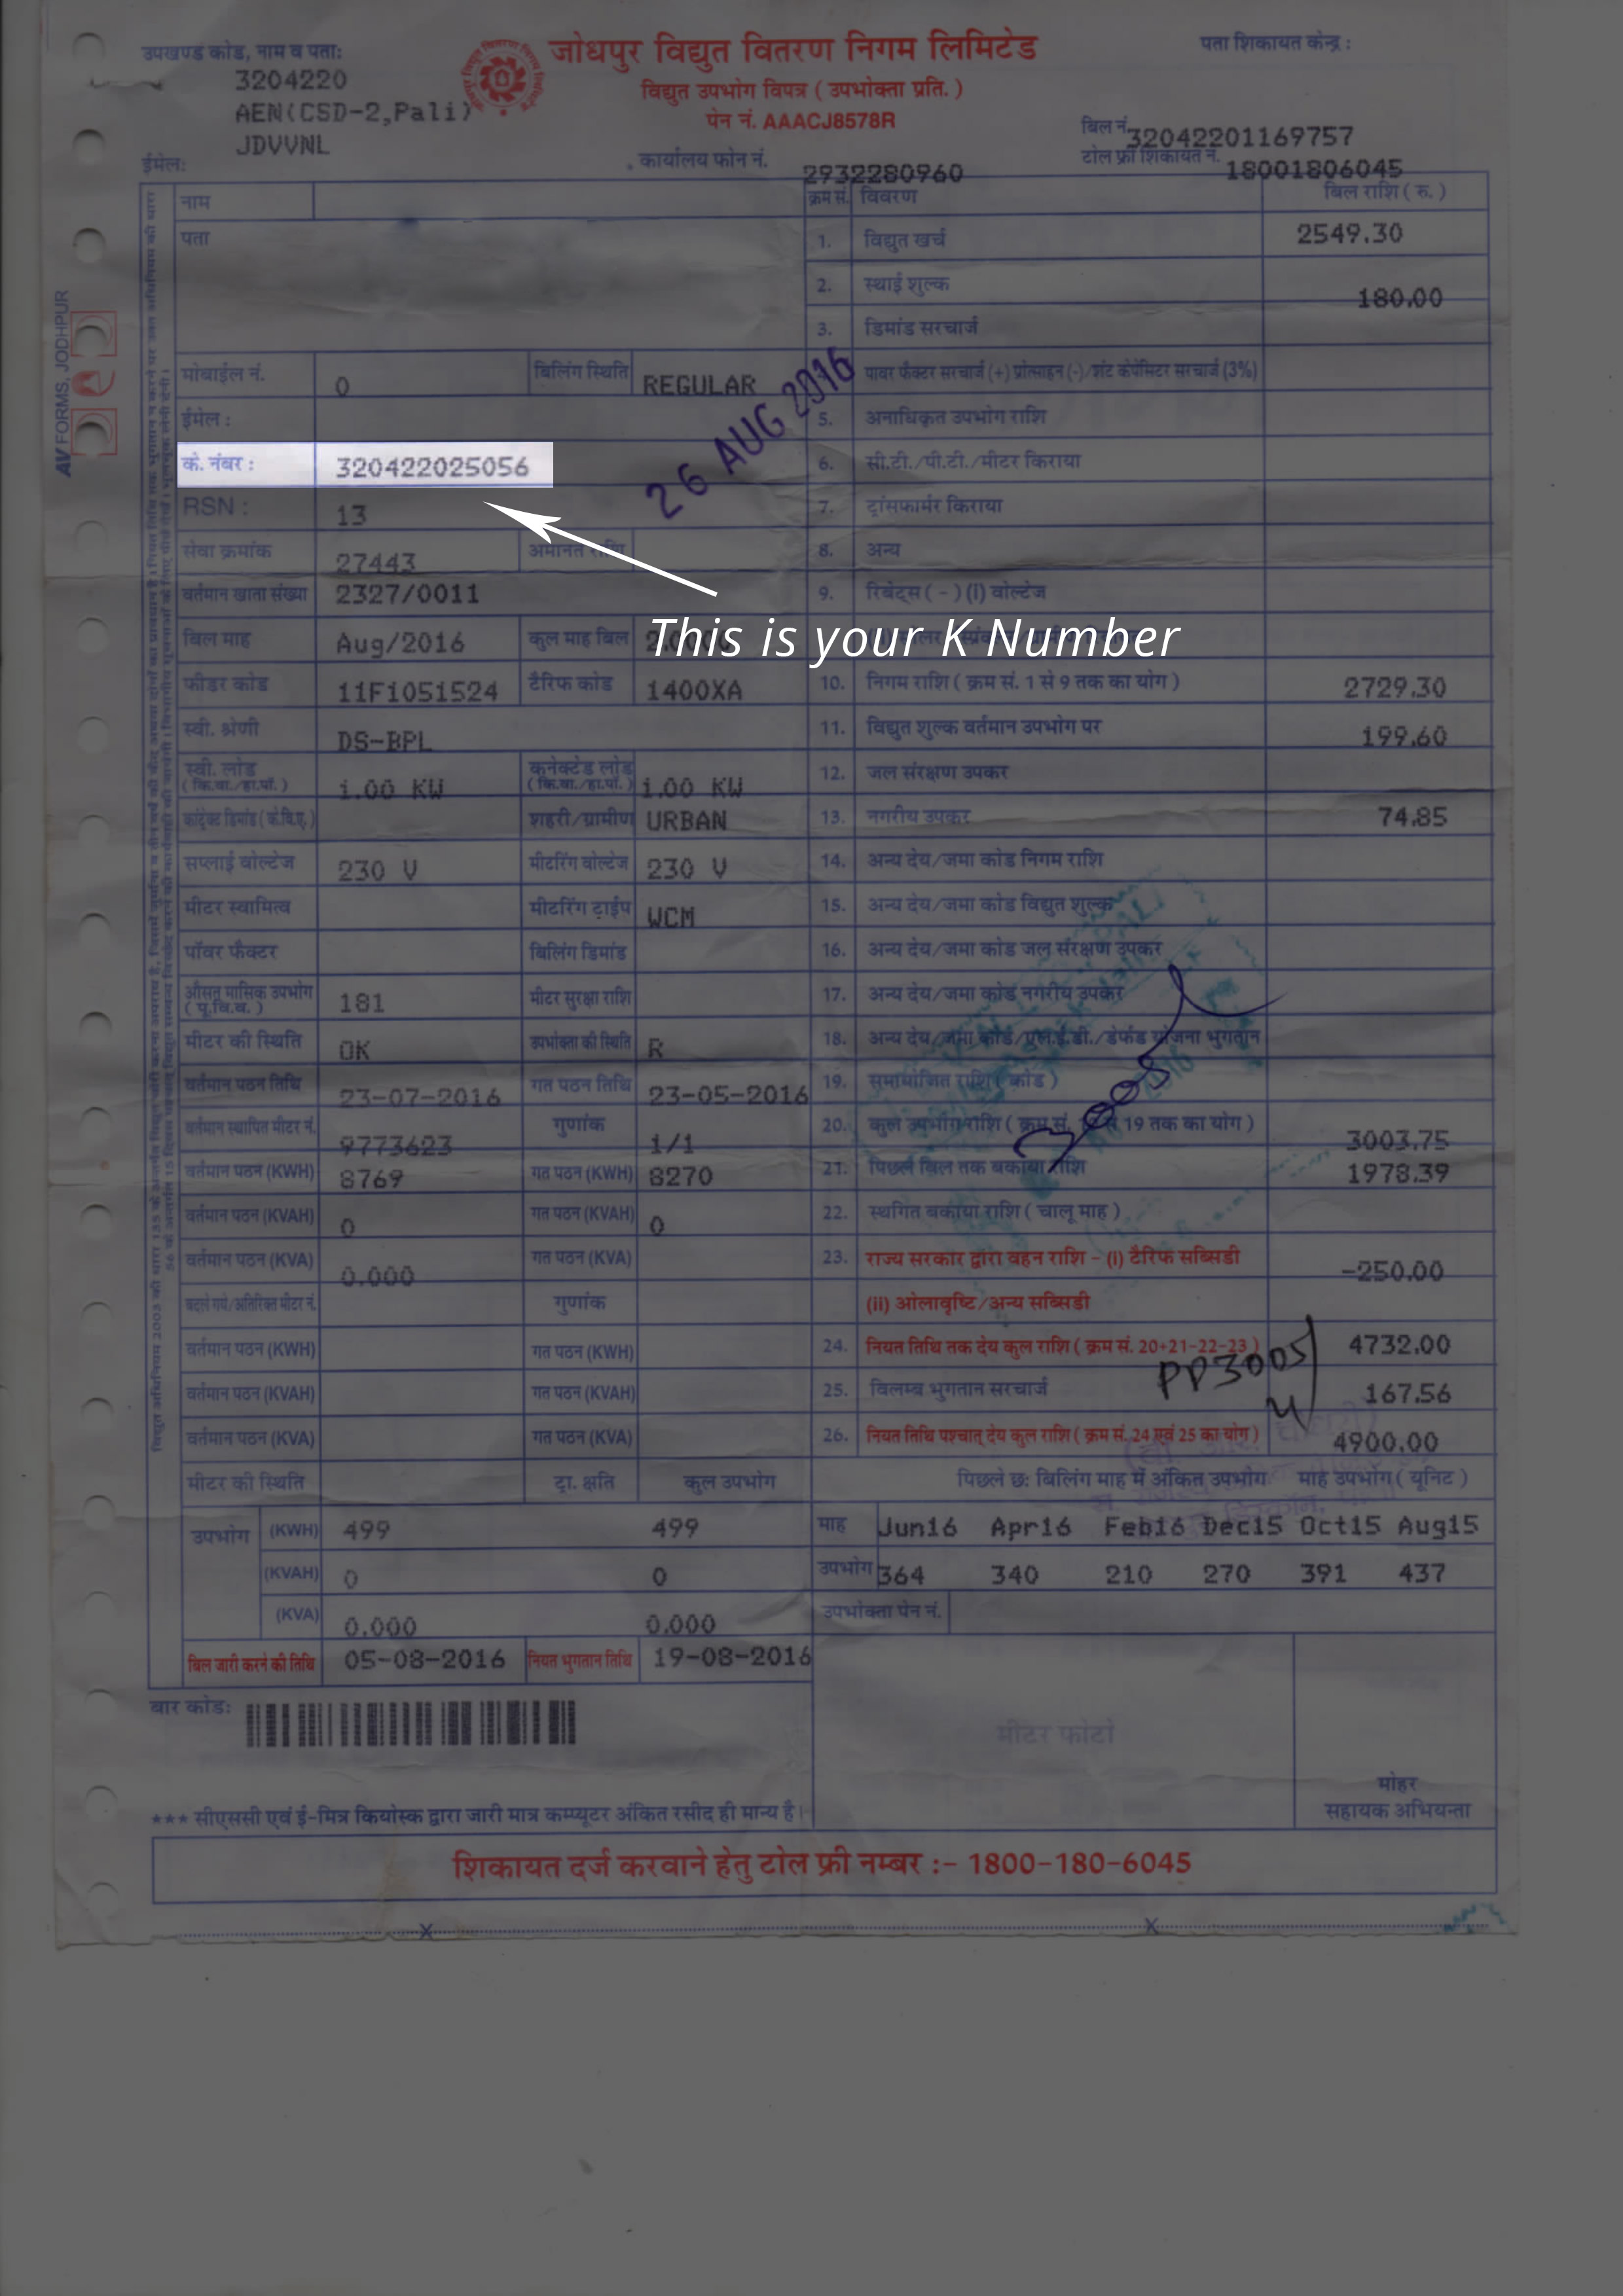 उपखण्ड कोड, नाम व पता:
3204220
AEN(CSD-2,Pali)
JDVVNL
ईमेल:
जोधपुर विद्युत वितरण निगम लिमिटेड
विद्युत उपभोग विपत्र ( उपभोक्ता प्रति. )
पेन नं. AAACJ8578R
कार्यालय फोन नं. 2932280960
पता शिकायत केन्द्र :
बिल नं. 32042201169757
टोल फ्री शिकायत नं. 18001806045
AV FORMS, JODHPUR
नाम
पता
मोबाईल नं. 0 बिलिंग स्थिति REGULAR
ईमेल :
के. नंबर : 320422025056
RSN : 13
सेवा क्रमांक 27443 अमानत राशि
वर्तमान खाता संख्या 2327/0011
बिल माह Aug/2016 कुल माह बिल
फीडर कोड 11F1051524 टैरिफ कोड 1400XA
स्वी. श्रेणी DS-BPL
स्वी. लोड ( कि.वा./हा.पॉ. ) 1.00 KW कनेक्टेड लोड ( कि.वा./हा.पॉ. ) 1.00 KW
कांट्रेक्ट डिमांड ( के.वि.ए. ) शहरी/ग्रामीण URBAN
सप्लाई वोल्टेज 230 V मीटरिंग वोल्टेज 230 V
मीटर स्वामित्व मीटरिंग टाईप WCM
पॉवर फैक्टर बिलिंग डिमांड
औसत मासिक उपभोग 181 मीटर सुरक्षा राशि
मीटर की स्थिति OK उपभोक्ता की स्थिति R
वर्तमान पठन तिथि 23-07-2016 गत पठन तिथि 23-05-2016
वर्तमान स्थापित मीटर नं. 9773623 गुणांक 1/1
वर्तमान पठन (KWH) 8769 गत पठन (KWH) 8270
वर्तमान पठन (KVAH) 0 गत पठन (KVAH) 0
वर्तमान पठन (KVA) 0.000 गत पठन (KVA)
बदले गये/अतिरिक्त मीटर नं. गुणांक
वर्तमान पठन (KWH) गत पठन (KWH)
वर्तमान पठन (KVAH) गत पठन (KVAH)
वर्तमान पठन (KVA) गत पठन (KVA)
मीटर की स्थिति ट्रा. क्षति कुल उपभोग
उपभोग (KWH) 499 499
(KVAH) 0 0
(KVA) 0.000 0.000
बिल जारी करने की तिथि 05-08-2016 नियत भुगतान तिथि 19-08-2016
26 AUG 2016
This is your K Number
क्रम सं. विवरण बिल राशि ( रु. )
1. विद्युत खर्च 2549.30
2. स्थाई शुल्क 180.00
3. डिमांड सरचार्ज
पावर फैक्टर सरचार्ज (+) प्रोत्साहन (-)/शंट केपेसिटर सरचार्ज (3%)
5. अनाधिकृत उपभोग राशि
6. सी.टी./पी.टी./मीटर किराया
7. ट्रांसफार्मर किराया
8. अन्य
9. रिबेट्स ( - ) (i) वोल्टेज
10. निगम राशि ( क्रम सं. 1 से 9 तक का योग ) 2729.30
11. विद्युत शुल्क वर्तमान उपभोग पर 199.60
12. जल संरक्षण उपकर
13. नगरीय उपकर 74.85
14. अन्य देय/जमा कोड निगम राशि
15. अन्य देय/जमा कोड विद्युत शुल्क
16. अन्य देय/जमा कोड जल संरक्षण उपकर
17. अन्य देय/जमा कोड नगरीय उपकर
18. अन्य देय/जमा कोड/एल.ई.डी./डेर्फड योजना भुगतान
19. समायोजित राशि ( कोड )
20. कुल उपभोग राशि ( क्रम सं. 19 तक का योग ) 3003.75
21. पिछले बिल तक बकाया राशि 1978.39
22. स्थगित बकाया राशि ( चालू माह )
23. राज्य सरकार द्वारा वहन राशि - (i) टैरिफ सब्सिडी -250.00
(ii) ओलावृष्टि/अन्य सब्सिडी
24. नियत तिथि तक देय कुल राशि ( क्रम सं. 20+21-22-23 ) 4732.00
PP3005
25. विलम्ब भुगतान सरचार्ज 167.56
26. नियत तिथि पश्चात् देय कुल राशि ( क्रम सं. 24 एवं 25 का योग ) 4900.00
पिछले छः बिलिंग माह में अंकित उपभोग माह उपभोग ( यूनिट )
माह Jun16 Apr16 Feb16 Dec15 Oct15 Aug15
उपभोग 364 340 210 270 391 437
उपभोक्ता पेन नं.
बार कोड:
मीटर फोटो
मोहर
सहायक अभियन्ता
*** सीएससी एवं ई-मित्र कियोस्क द्वारा जारी मात्र कम्प्यूटर अंकित रसीद ही मान्य है।
शिकायत दर्ज करवाने हेतु टोल फ्री नम्बर :- 1800-180-6045